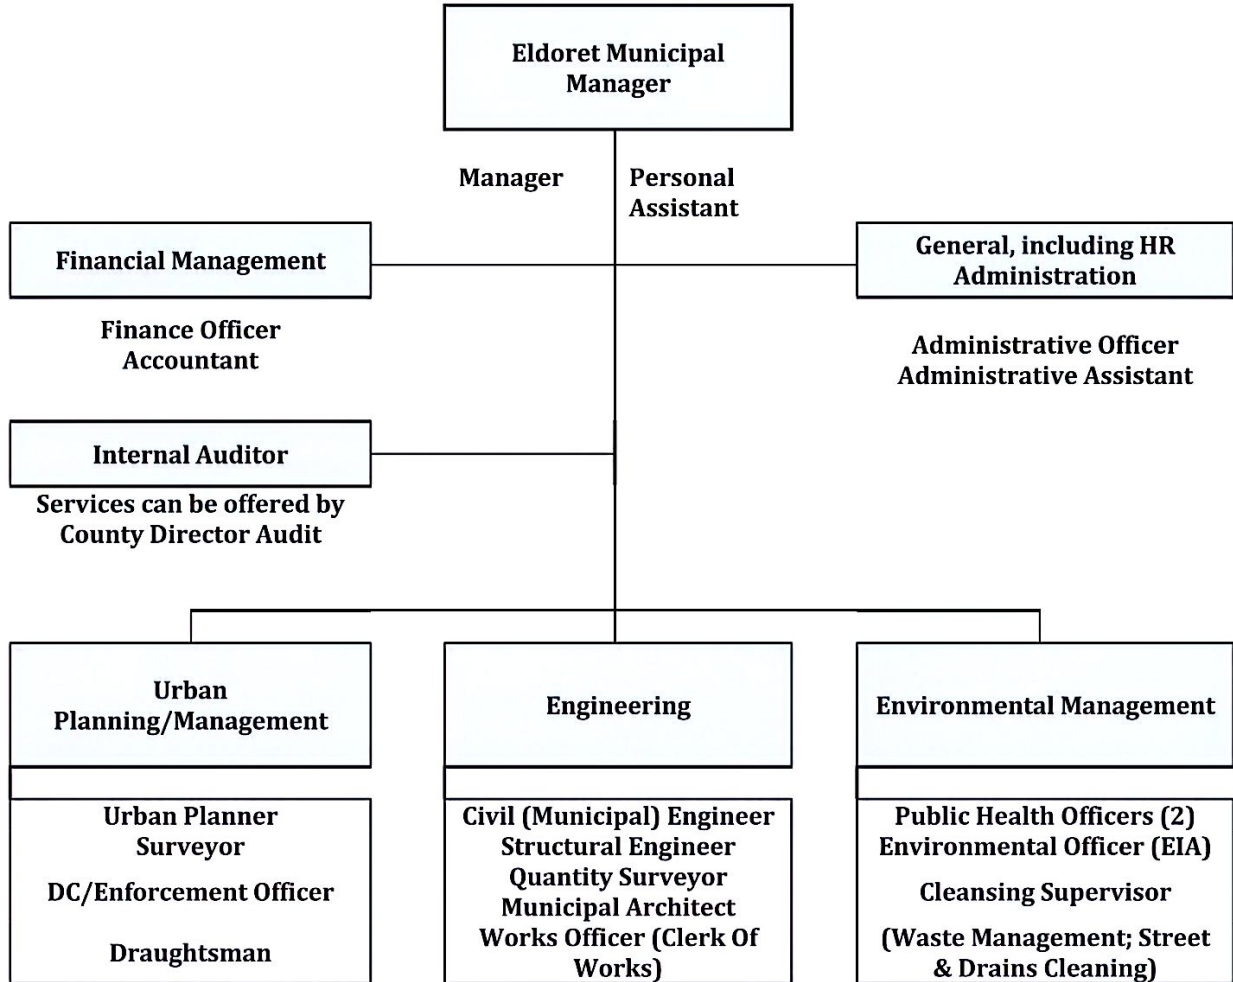 Eldoret Municipal
Manager
Manager
Personal
Assistant
Financial Management
General, including HR
Administration
Finance Officer
Accountant
Administrative Officer
Administrative Assistant
Internal Auditor
Services can be offered by
County Director Audit
Urban
Planning/Management
Engineering
Environmental Management
Urban Planner
Surveyor
DC/Enforcement Officer
Draughtsman
Civil (Municipal) Engineer
Structural Engineer
Quantity Surveyor
Municipal Architect
Works Officer (Clerk Of
Works)
Public Health Officers (2)
Environmental Officer (EIA)
Cleansing Supervisor
(Waste Management; Street
& Drains Cleaning)